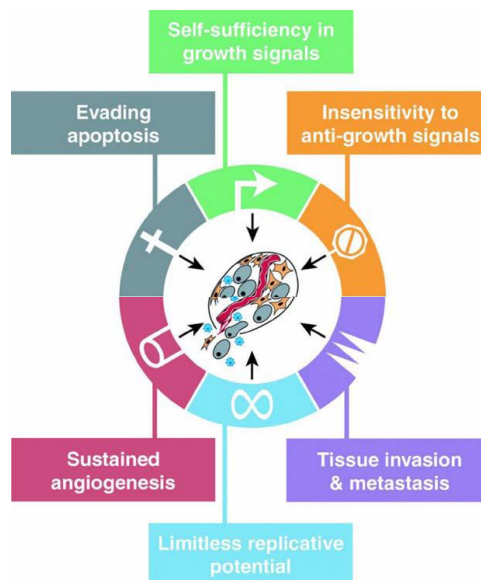 Self-sufficiency in
growth signals
Evading
apoptosis
Insensitivity to
anti-growth signals
Sustained
angiogenesis
Tissue invasion
& metastasis
Limitless replicative
potential